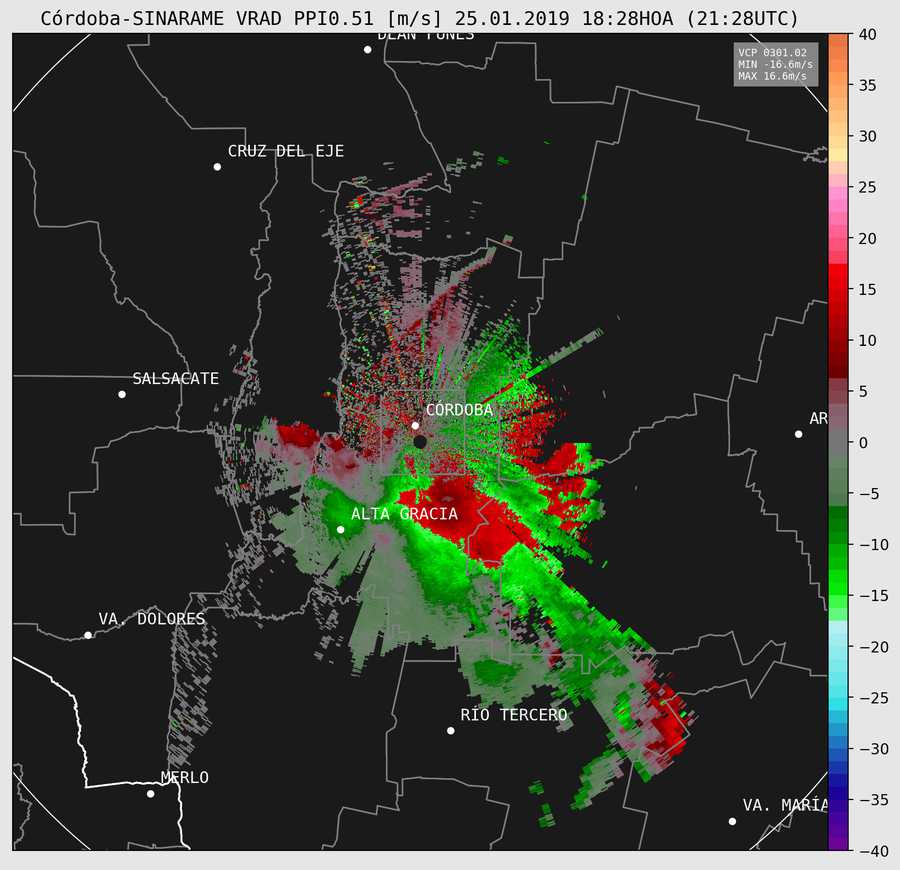 Córdoba-SINARAME VRAD PPI0.51 [m/s] 25.01.2019 18:28HOA (21:28UTC)
DEAN FUNES
VCP 0301.02
MIN -16.6m/s
MAX 16.6m/s
CRUZ DEL EJE
SALSACATE
CÓRDOBA
AR
ALTA GRACIA
VA. DOLORES
RÍO TERCERO
MERLO
VA. MARÍA
40
35
30
25
20
15
10
5
0
−5
−10
−15
−20
−25
−30
−35
−40